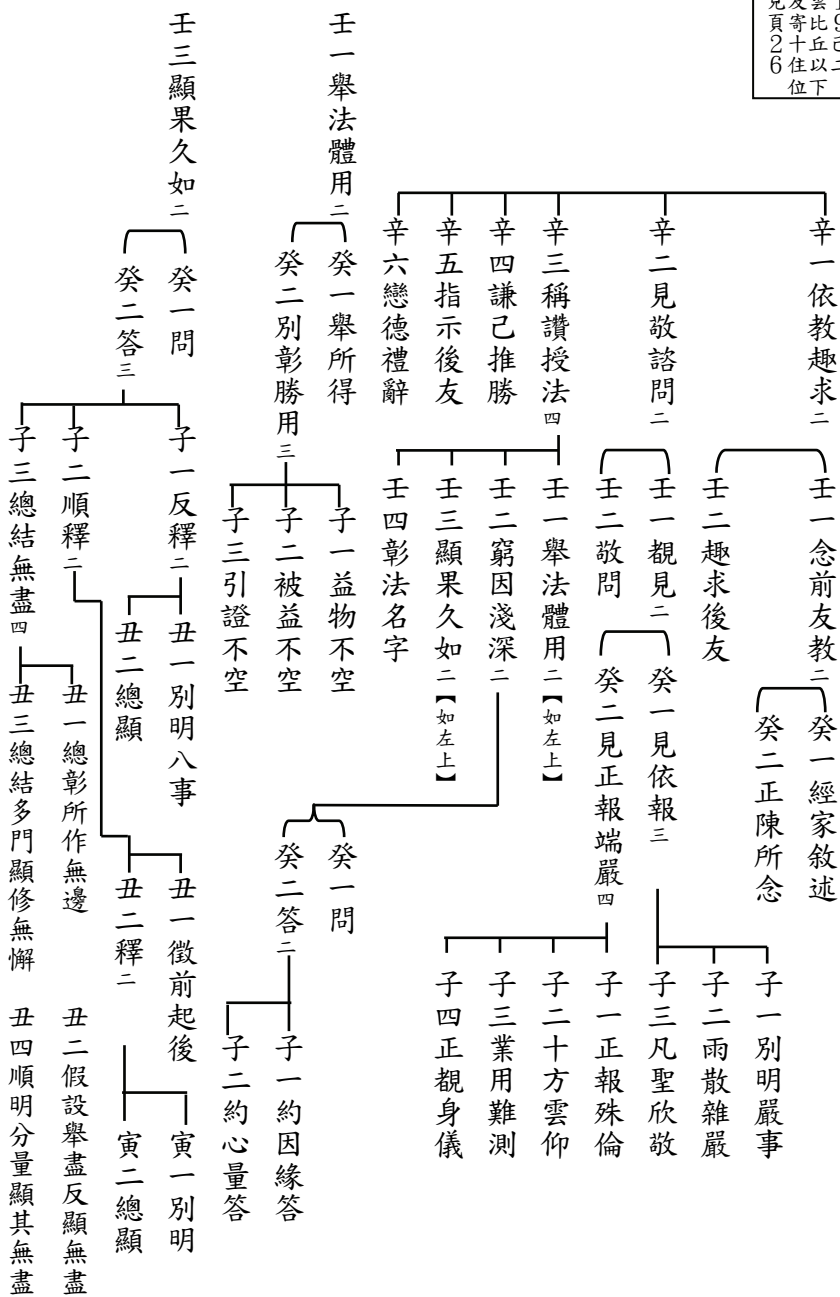 雲比丘以下
友寄十住位
見頁26
辛一依教趣求二
辛二見敬諮問二
辛三稱讚授法四
辛四謙己推勝
辛五指示後友
辛六戀德禮辭
壬一念前友教二
壬二趣求後友
癸一經家敘述
癸二正陳所念
壬一覩見二
壬二敬問
癸一見依報三
癸二見正報端嚴四
子一別明嚴事
子二雨散雜嚴
子三凡聖欣敬
子一正報殊倫
子二十方雲仰
子三業用難測
子四正覩身儀
壬一舉法體用二【如左上】
壬二窮因淺深二
壬三顯果久如二【如左上】
壬四彰法名字
癸一問
癸二答二
子一約因緣答
子二約心量答
壬一舉法體用二
癸一舉所得
癸二別彰勝用三
子一益物不空
子二被益不空
子三引證不空
壬三顯果久如二
癸一問
癸二答三
子一反釋二
子二順釋二
子三總結無盡四
丑一別明八事
丑二總顯
丑一徵前起後
丑二釋二
寅一別明
寅二總顯
丑一總彰所作無邊
丑二假設舉盡反顯無盡
丑三總結多門顯修無懈
丑四順明分量顯其無盡